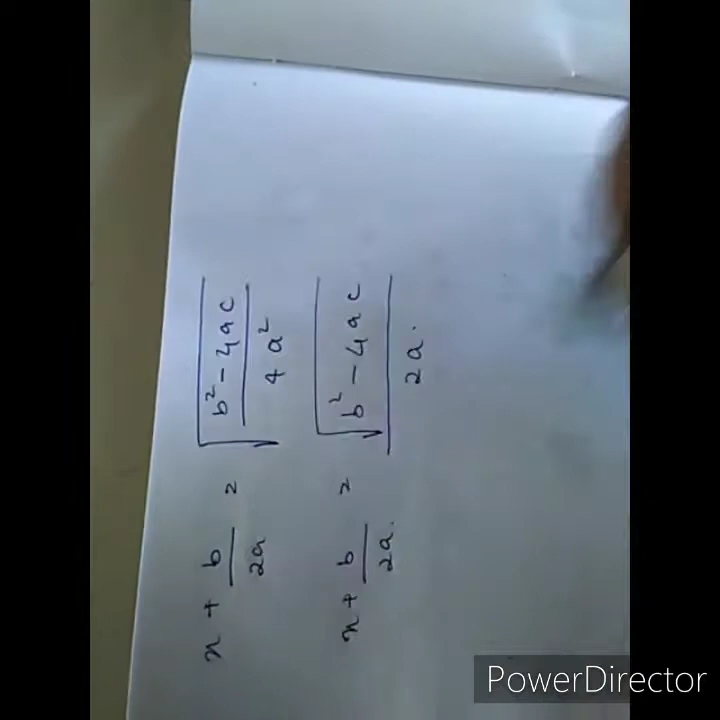 x + b/2a = √((b² - 4ac)/4a²)
x + b/2a. = √(b² - 4ac)/2a.
PowerDirector